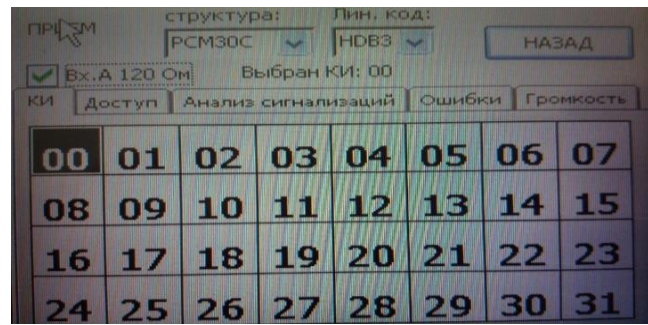 ПРИЕМ структура: Лин. код:
PCM30C HDB3 НАЗАД
Вх.А 120 Ом Выбран КИ: 00
КИ Доступ Анализ сигнализаций Ошибки Громкость
00 01 02 03 04 05 06 07
08 09 10 11 12 13 14 15
16 17 18 19 20 21 22 23
24 25 26 27 28 29 30 31